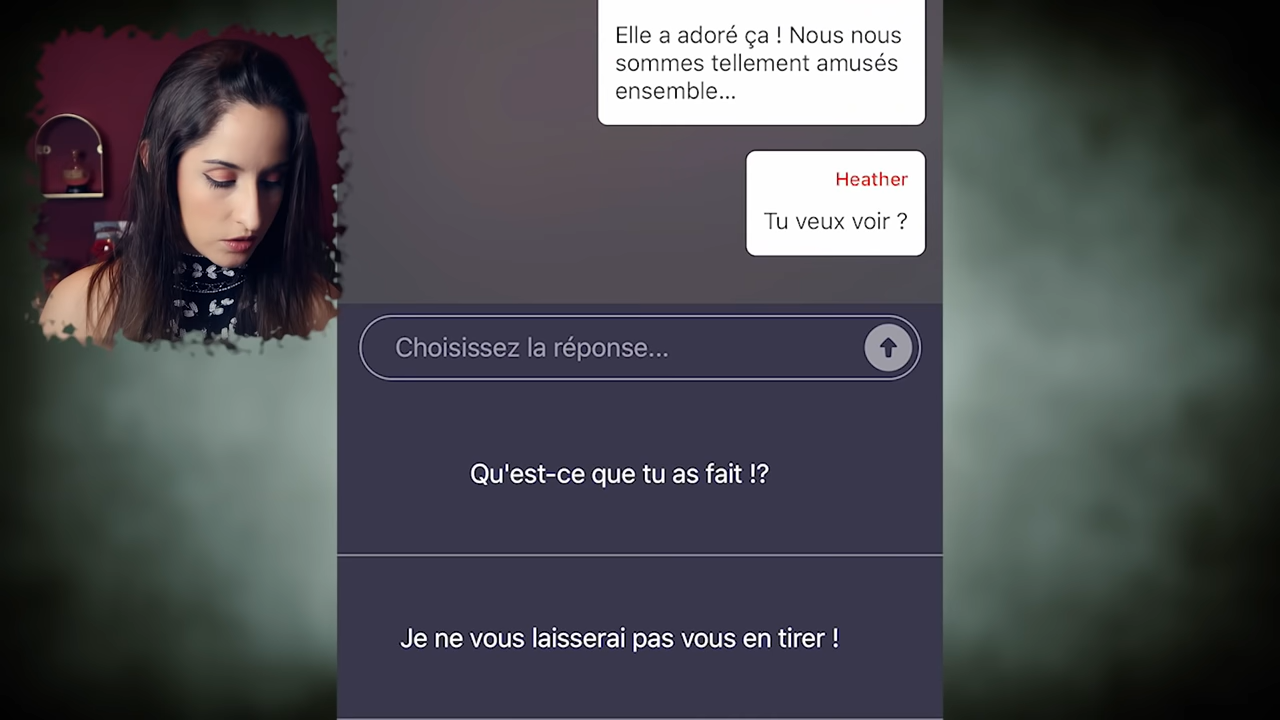 Elle a adoré ça ! Nous nous
sommes tellement amusés
ensemble...
Heather
Tu veux voir ?
Choisissez la réponse...
Qu'est-ce que tu as fait !?
Je ne vous laisserai pas vous en tirer !